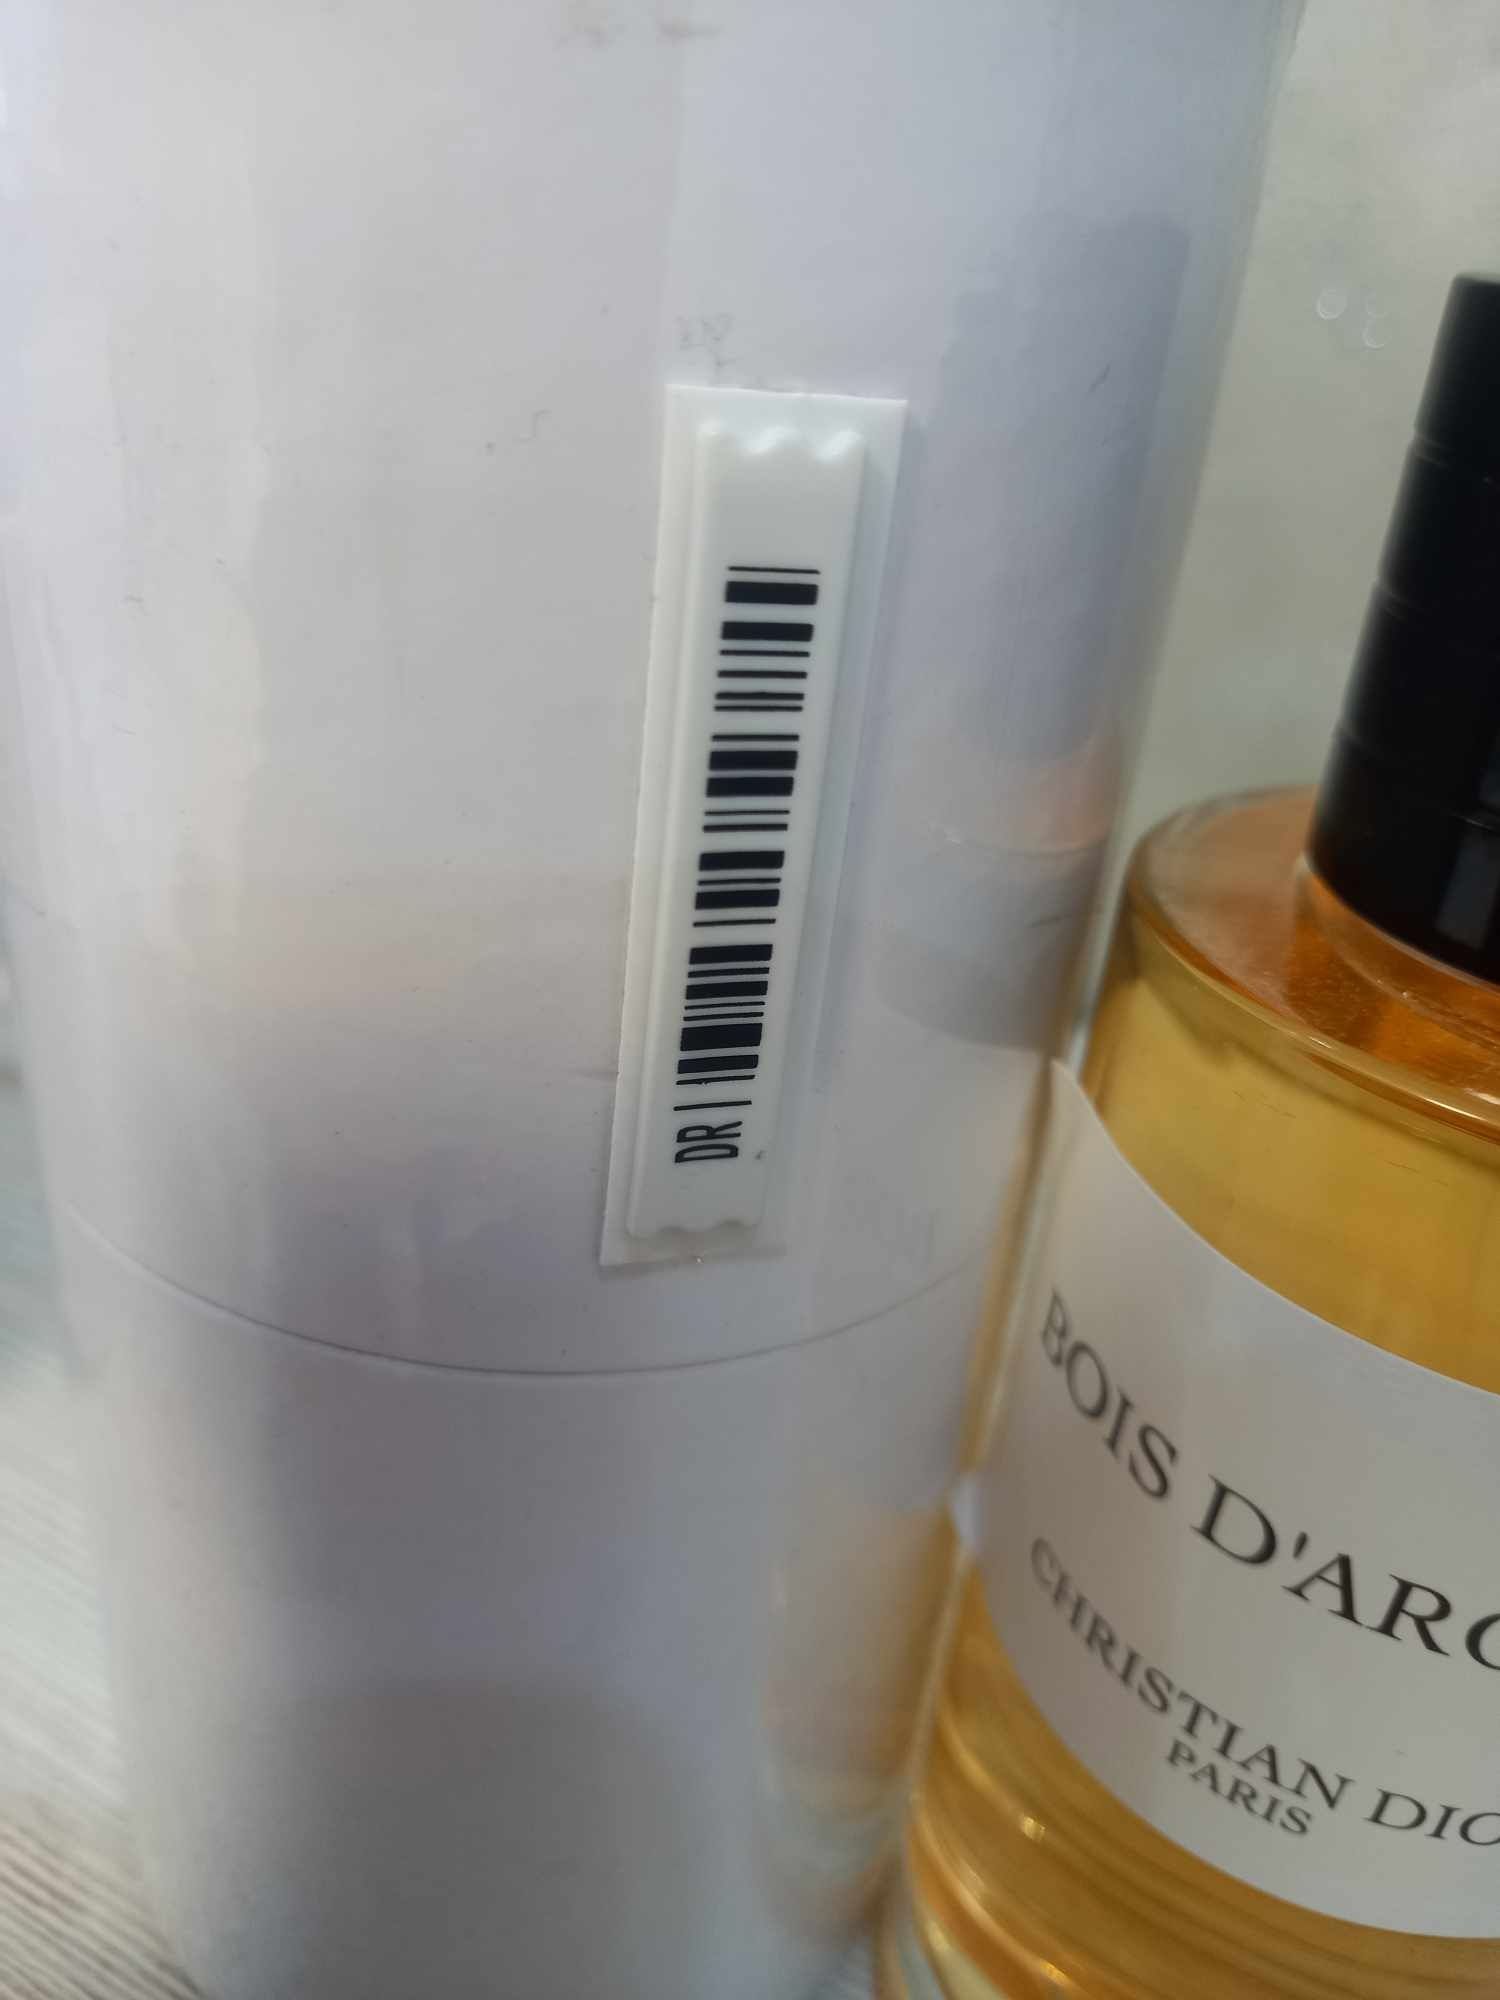 DR
BOIS D'ARG
CHRISTIAN DIO
PARIS